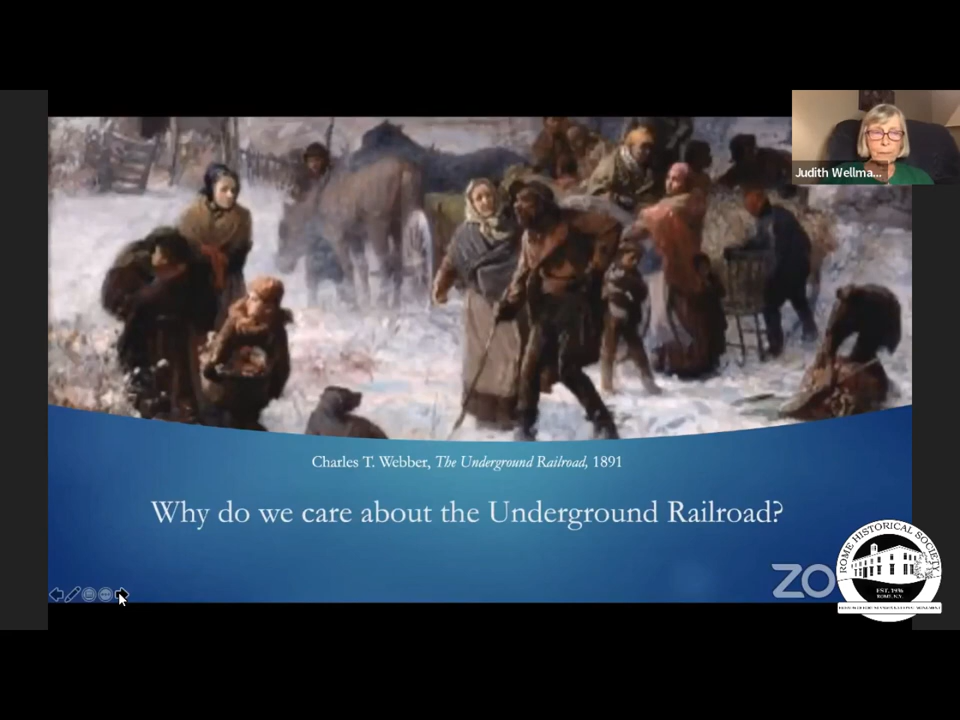 Judith Wellma...
Charles T. Webber, The Underground Railroad, 1891
Why do we care about the Underground Railroad?
ZO
ROME HISTORICAL SOCIETY
EST. 1936
ROME, N.Y.